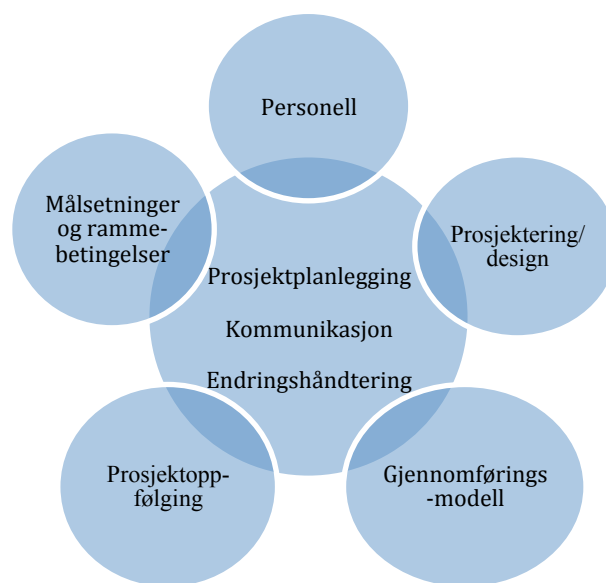 Personell
Målsetninger
og ramme-
betingelser
Prosjektering/
design
Prosjektplanlegging
Kommunikasjon
Endringshåndtering
Prosjektopp-
følging
Gjennomførings
-modell